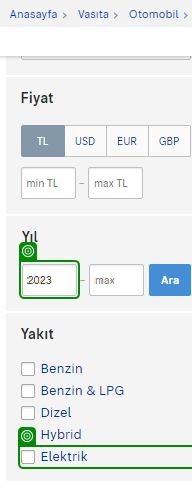 Anasayfa > Vasıta > Otomobil >
Fiyat
TL USD EUR GBP
min TL - max TL
Yıl
2023 - max Ara
Yakıt
Benzin
Benzin & LPG
Dizel
Hybrid
Elektrik